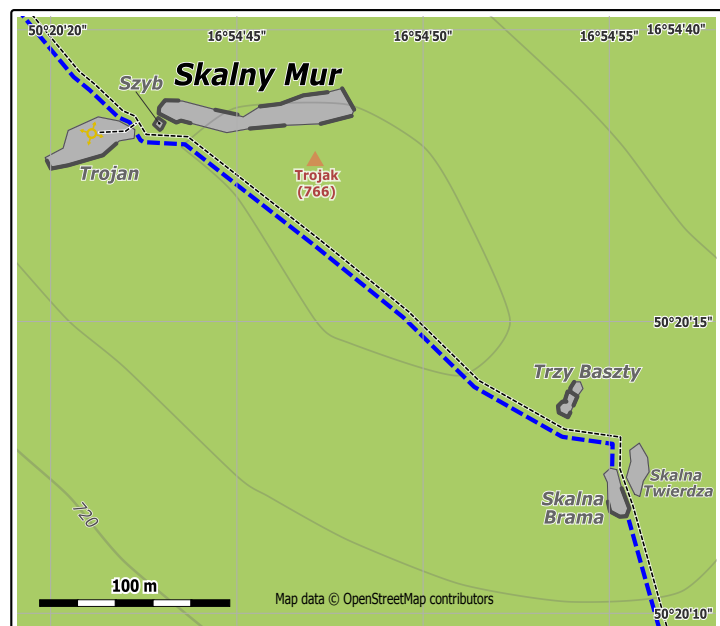 50°20'20"
16°54'45"
16°54'50"
16°54'55"
16°54'40"
Szyb
Skalny Mur
Trojan
Trojak
(766)
50°20'15"
Trzy Baszty
Skalna
Twierdza
Skalna
Brama
720
100 m
Map data © OpenStreetMap contributors
50°20'10"